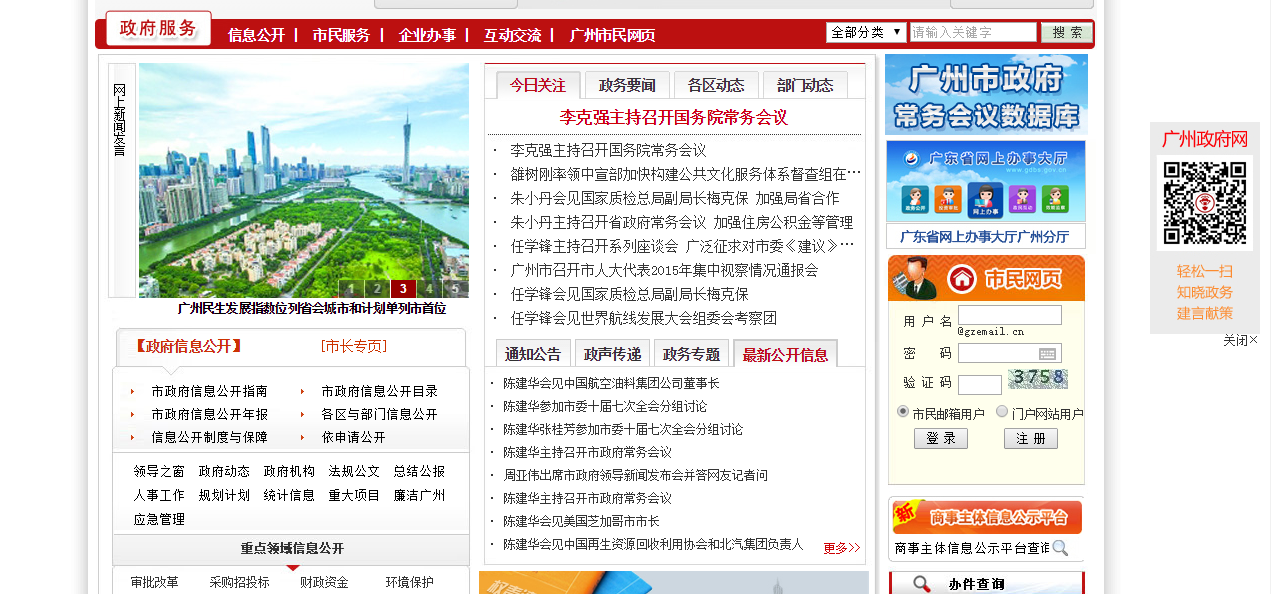 政府服务
信息公开 | 市民服务 | 企业办事 | 互动交流 | 广州市民网页
全部分类 ▼ 请输入关键字 搜 索
网上新闻发言
1 2 3 4 5
广州民生发展指数位列省会城市和计划单列市首位
【政府信息公开】 [市长专页]
市政府信息公开指南 市政府信息公开目录
市政府信息公开年报 各区与部门信息公开
信息公开制度与保障 依申请公开
领导之窗 政府动态 政府机构 法规公文 总结公报
人事工作 规划计划 统计信息 重大项目 廉洁广州
应急管理
重点领域信息公开
审批改革 采购招投标 财政资金 环境保护
今日关注 政务要闻 各区动态 部门动态
李克强主持召开国务院常务会议
· 李克强主持召开国务院常务会议
· 雒树刚率领中宣部加快构建公共文化服务体系督查组在…
· 朱小丹会见国家质检总局副局长梅克保 加强局省合作
· 朱小丹主持召开省政府常务会议 加强住房公积金等管理
· 任学锋主持召开系列座谈会 广泛征求对市委《建议》…
· 广州市召开市人大代表2015年集中视察情况通报会
· 任学锋会见国家质检总局副局长梅克保
· 任学锋会见世界航线发展大会组委会考察团
通知公告 政声传递 政务专题 最新公开信息
· 陈建华会见中国航空油料集团公司董事长
· 陈建华参加市委十届七次全会分组讨论
· 陈建华张桂芳参加市委十届七次全会分组讨论
· 陈建华主持召开市政府常务会议
· 周亚伟出席市政府领导新闻发布会并答网友记者问
· 陈建华主持召开市政府常务会议
· 陈建华会见美国芝加哥市市长
· 陈建华会见中国再生资源回收利用协会和北汽集团负责人 更多>>
广州市政府
常务会议数据库
广东省网上办事大厅
www.gdbs.gov.cn
网上办事
广东省网上办事大厅广州分厅
市民网页
用 户 名
@gzemail.cn
密 码
验 证 码 3758
市民邮箱用户 门户网站用户
登 录 注 册
新 商事主体信息公示平台
商事主体信息公示平台查询
办件查询
广州政府网
轻松一扫
知晓政务
建言献策
关闭×